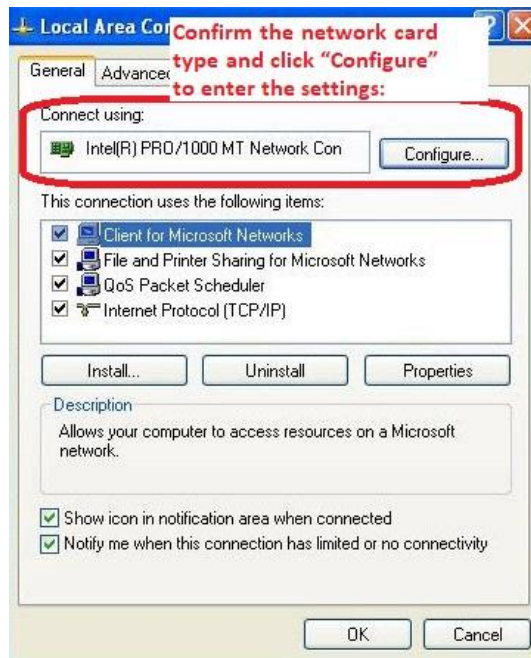 Local Area Con
Confirm the network card
type and click “Configure”
to enter the settings:
General
Advanced
Connect using:
Intel(R) PRO/1000 MT Network Con
Configure...
This connection uses the following items:
Client for Microsoft Networks
File and Printer Sharing for Microsoft Networks
QoS Packet Scheduler
Internet Protocol (TCP/IP)
Install...
Uninstall
Properties
Description
Allows your computer to access resources on a Microsoft
network.
Show icon in notification area when connected
Notify me when this connection has limited or no connectivity
OK
Cancel